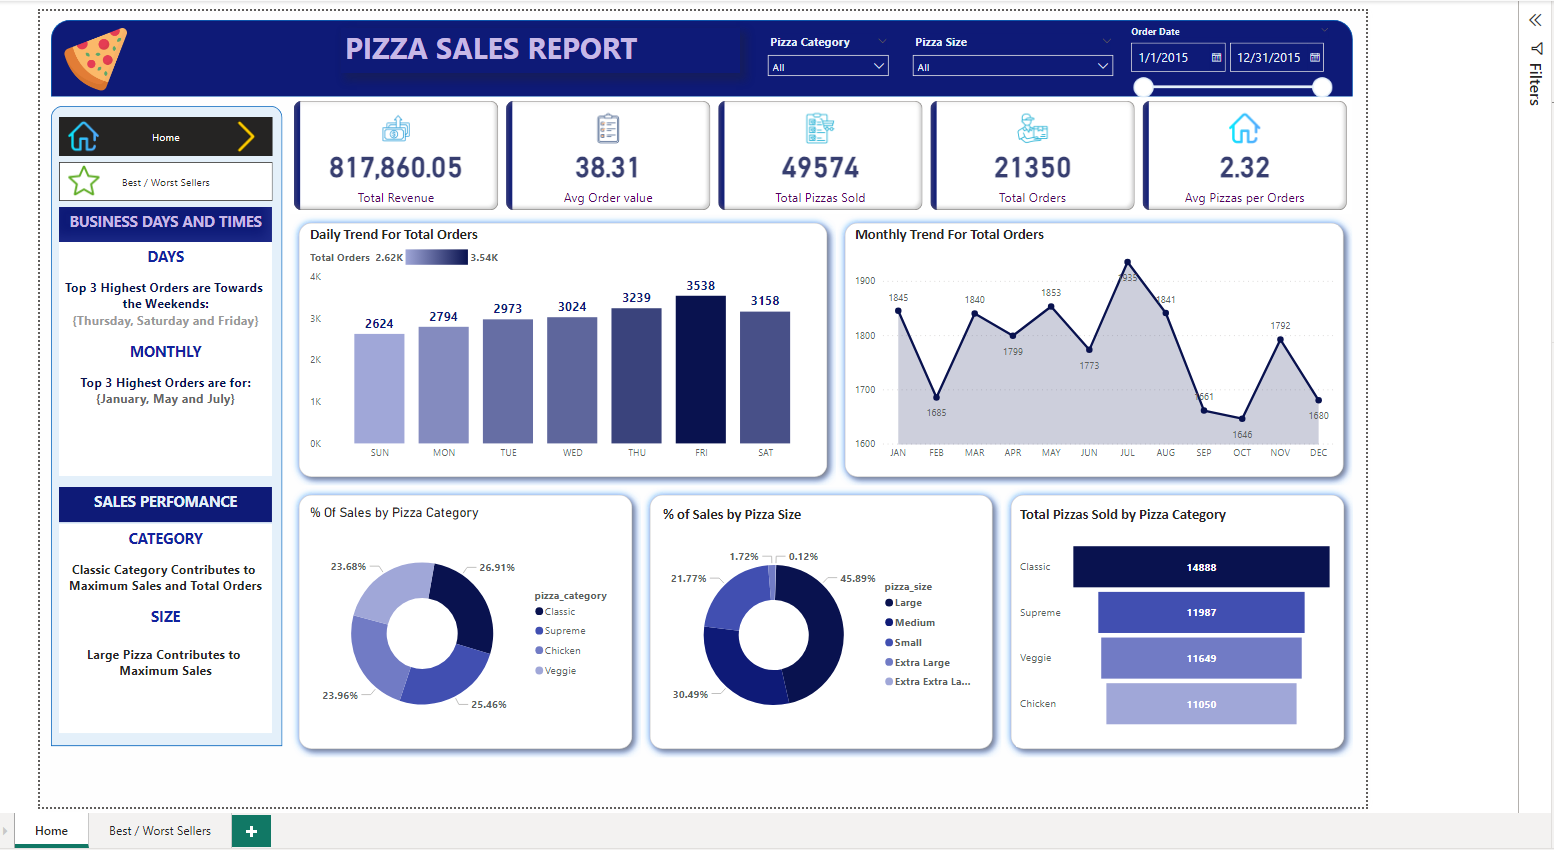 PIZZA SALES REPORT
Pizza Category
All
Pizza Size
All
Order Date
1/1/2015
12/31/2015
Filters
Home
Best / Worst Sellers
BUSINESS DAYS AND TIMES
DAYS
Top 3 Highest Orders are Towards
the Weekends:
{Thursday, Saturday and Friday}
MONTHLY
Top 3 Highest Orders are for:
{January, May and July}
SALES PERFOMANCE
CATEGORY
Classic Category Contributes to
Maximum Sales and Total Orders
SIZE
Large Pizza Contributes to
Maximum Sales
817,860.05
Total Revenue
38.31
Avg Order value
49574
Total Pizzas Sold
21350
Total Orders
2.32
Avg Pizzas per Orders
Daily Trend For Total Orders
Total Orders 2.62K 3.54K
4K
3K
2K
1K
0K
2624
2794
2973
3024
3239
3538
3158
SUN MON TUE WED THU FRI SAT
Monthly Trend For Total Orders
1900
1800
1700
1600
1845
1685
1840
1799
1853
1773
1935
1841
1661
1646
1792
1680
JAN FEB MAR APR MAY JUN JUL AUG SEP OCT NOV DEC
% Of Sales by Pizza Category
23.68%
26.91%
23.96%
25.46%
pizza_category
Classic
Supreme
Chicken
Veggie
% of Sales by Pizza Size
1.72%
0.12%
21.77%
45.89%
30.49%
pizza_size
Large
Medium
Small
Extra Large
Extra Extra La...
Total Pizzas Sold by Pizza Category
Classic 14888
Supreme 11987
Veggie 11649
Chicken 11050
Home
Best / Worst Sellers
+